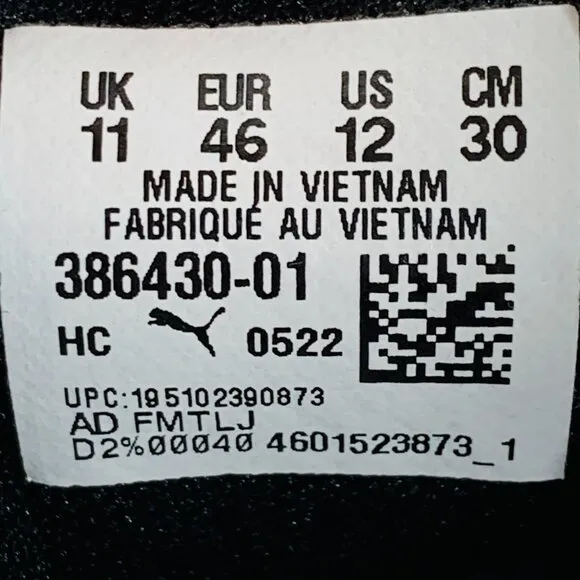 UK EUR US CM
11 46 12 30
MADE IN VIETNAM
FABRIQUE AU VIETNAM
386430-01
HC 0522
UPC:195102390873
AD FMTLJ
D2%00040 4601523873_1